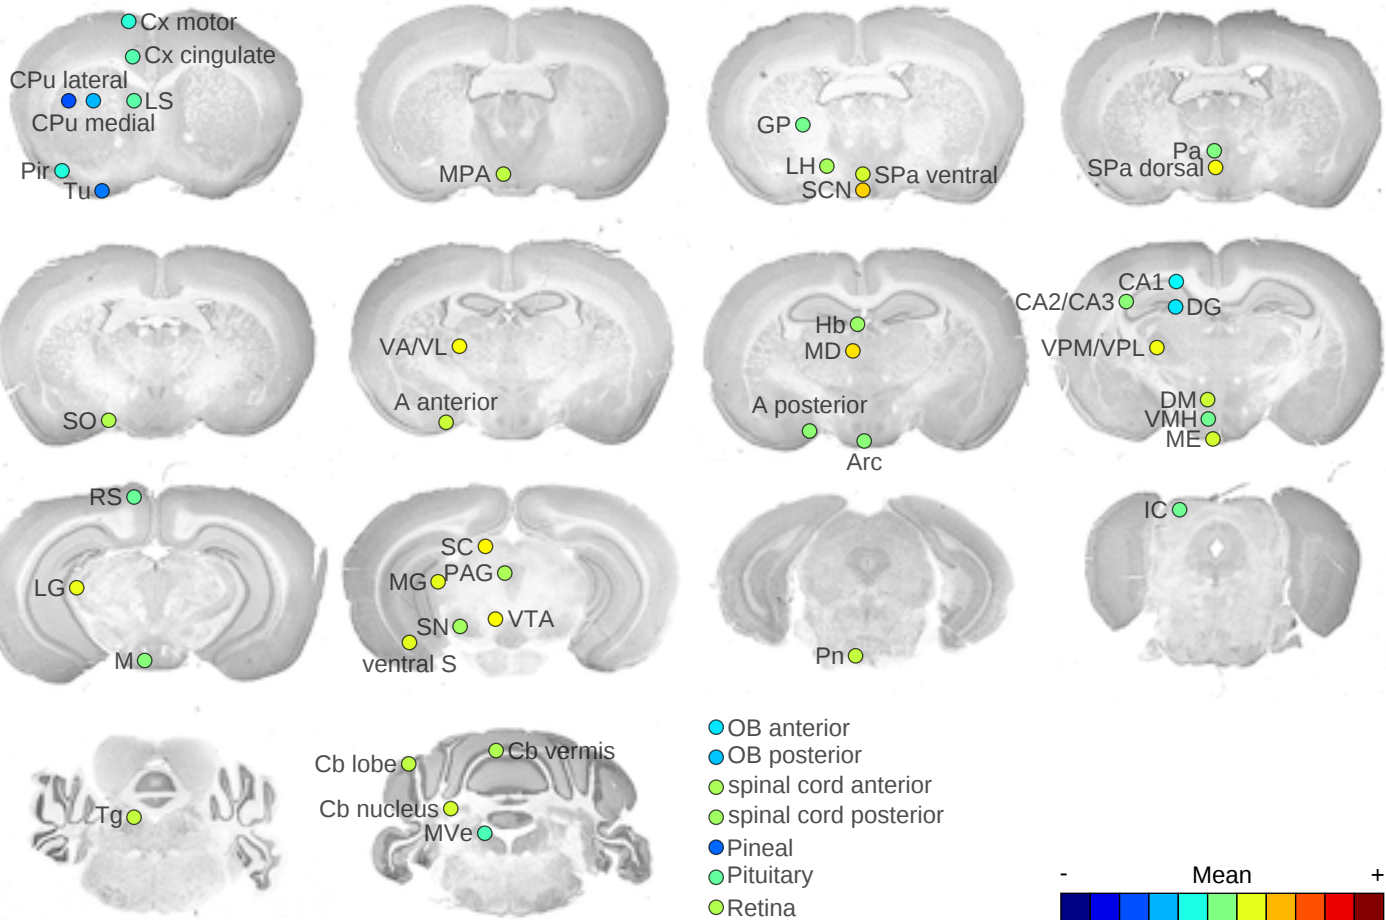 Cx motor
Cx cingulate
CPu lateral
LS
CPu medial
Pir
Tu
MPA
GP
LH
SPa ventral
SCN
Pa
SPa dorsal
SO
VA/VL
A anterior
Hb
MD
A posterior
Arc
CA1
CA2/CA3
DG
VPM/VPL
DM
VMH
ME
RS
LG
M
SC
PAG
MG
VTA
SN
ventral S
Pn
IC
Tg
Cb vermis
Cb lobe
Cb nucleus
MVe
OB anterior
OB posterior
spinal cord anterior
spinal cord posterior
Pineal
Pituitary
Retina
- Mean +